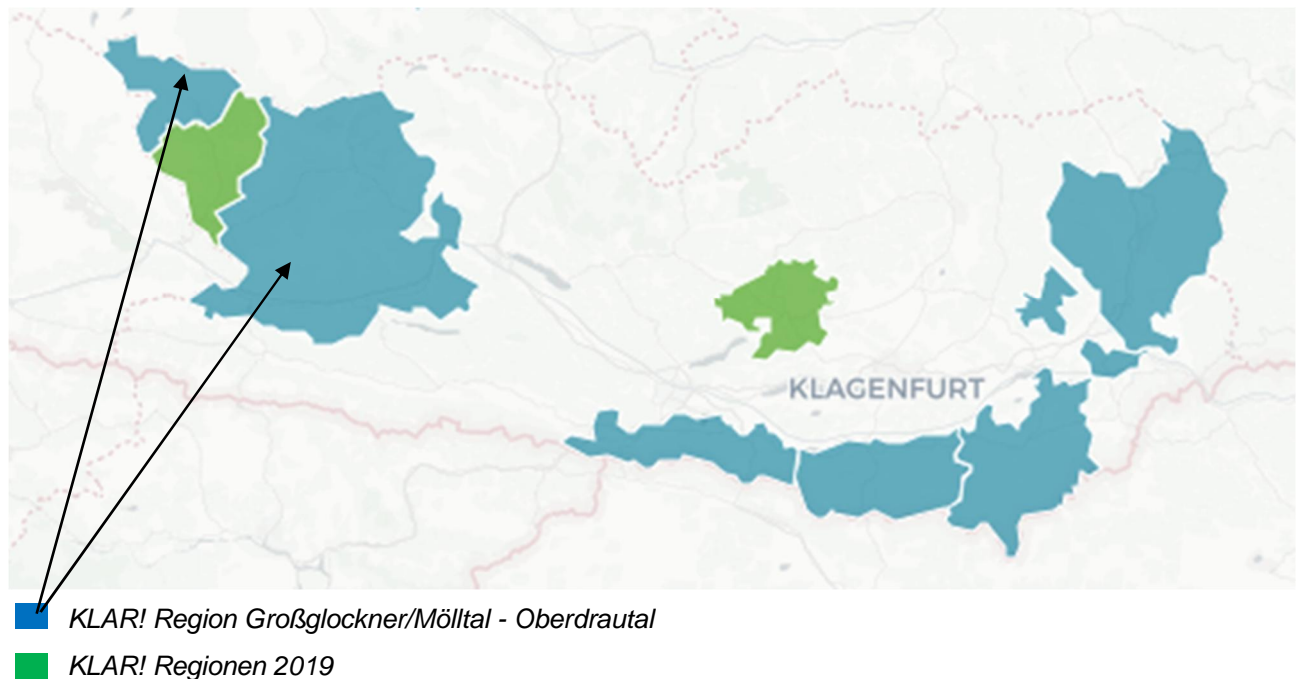 KLAGENFURT
KLAR! Region Großglockner/Mölltal - Oberdrautal
KLAR! Regionen 2019